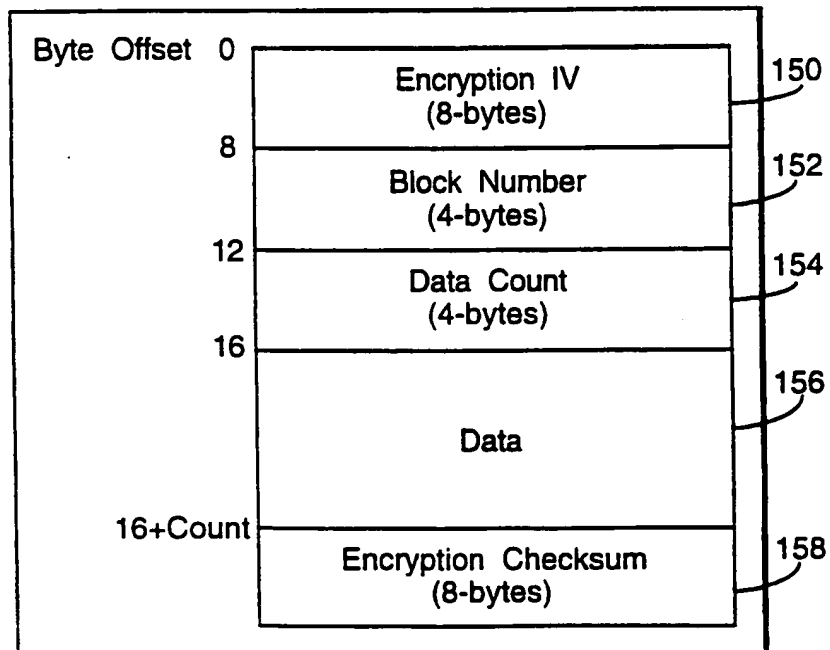 Byte Offset 0
Encryption IV
(8-bytes)
150
8
Block Number
(4-bytes)
152
12
Data Count
(4-bytes)
154
16
Data
156
16+Count
Encryption Checksum
(8-bytes)
158